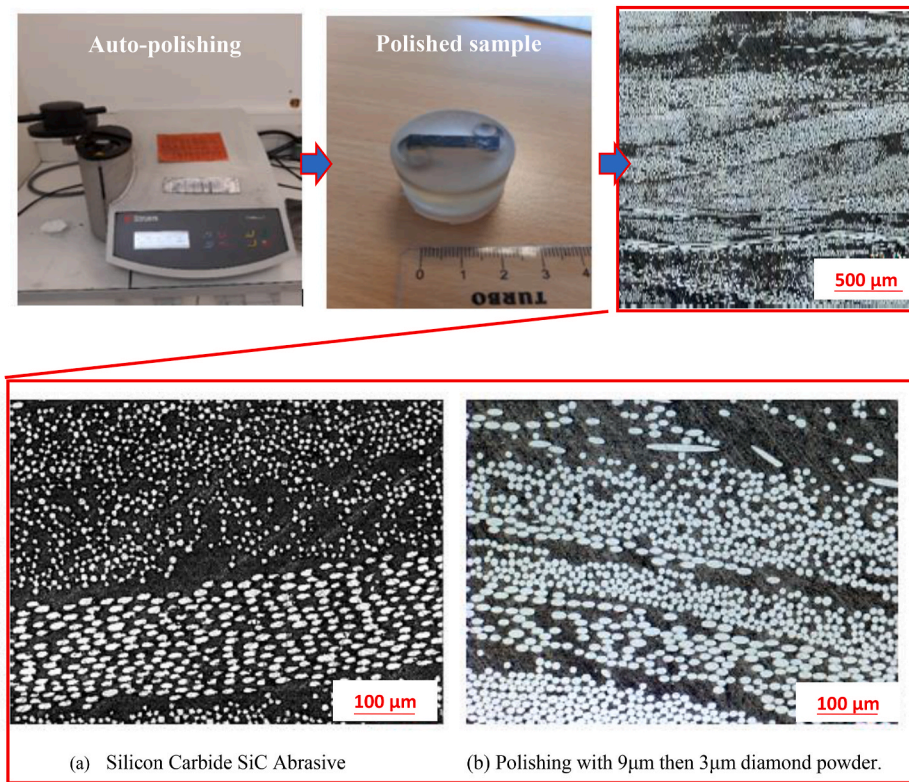 Auto-polishing
Polished sample
Struers
0 1 2 3 4
TURBO
500 µm
100 µm
100 µm
(a) Silicon Carbide SiC Abrasive
(b) Polishing with 9µm then 3µm diamond powder.